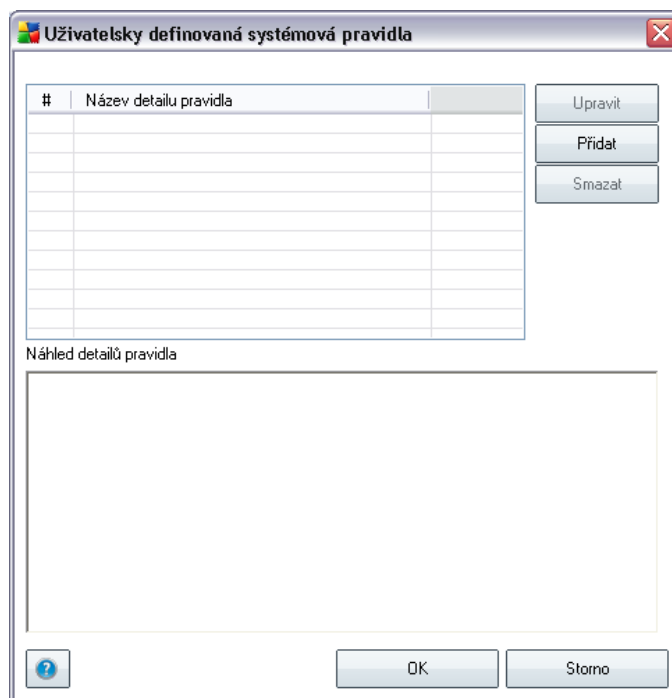 Uživatelsky definovaná systémová pravidla
# Název detailu pravidla
Upravit
Přidat
Smazat
Náhled detailů pravidla
?
OK
Storno